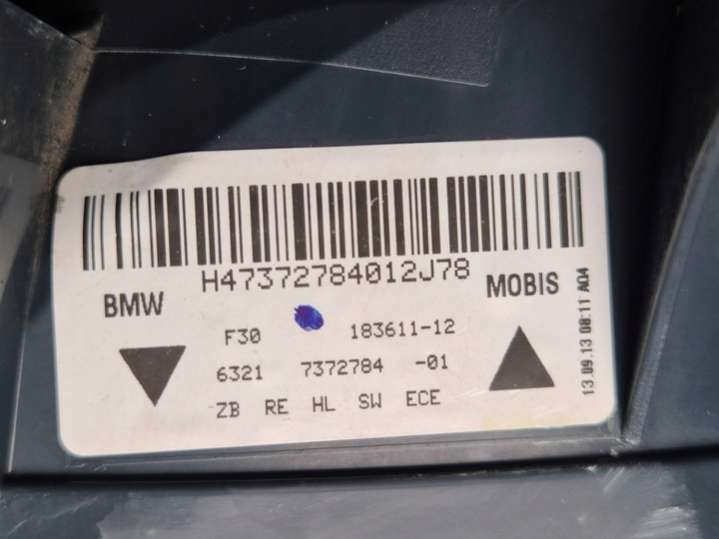 H47372784012J78
BMW
MOBIS
F30 183611-12
6321 7372784 -01
ZB RE HL SW ECE
13.09.13 08:11 A04